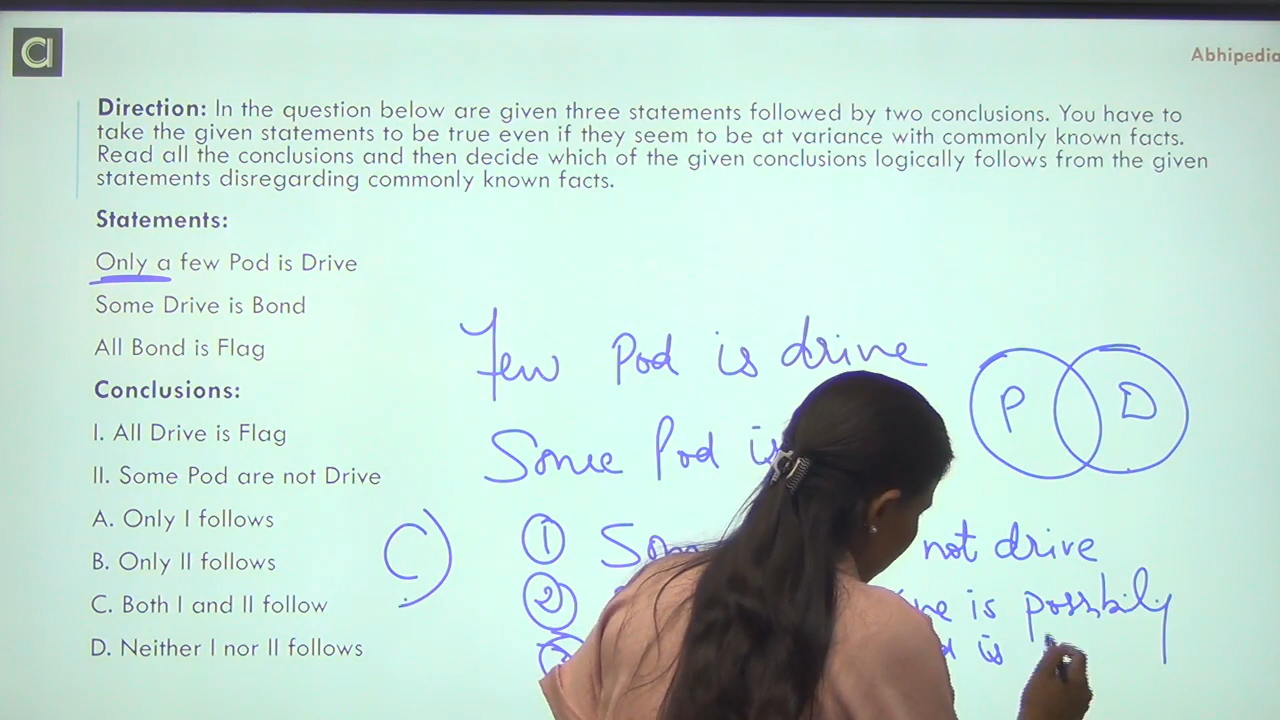 Abhipedia
Direction: In the question below are given three statements followed by two conclusions. You have to
take the given statements to be true even if they seem to be at variance with commonly known facts.
Read all the conclusions and then decide which of the given conclusions logically follows from the given
statements disregarding commonly known facts.
Statements:
Only a few Pod is Drive
Some Drive is Bond
All Bond is Flag
Conclusions:
I. All Drive is Flag
II. Some Pod are not Drive
A. Only I follows
B. Only II follows
C. Both I and II follow
D. Neither I nor II follows
Few Pod is drive
Some Pod is
P D
C)
1 not drive
2 is possbily
is